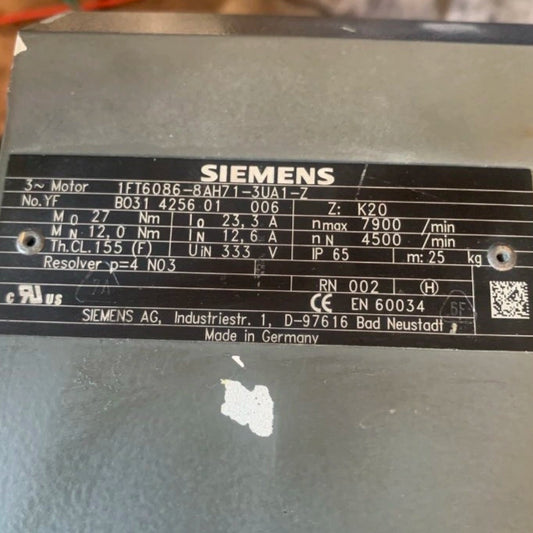 SIEMENS
3~ Motor 1FT6086-8AH71-3UA1-Z
No.YF B031 4256 01 006 Z: K20
M0 27 Nm I0 23,3 A nmax 7900 /min
MN 12,0 Nm IN 12,6 A nN 4500 /min
Th.CL.155 (F) UIN 333 V IP 65 m: 25 kg
Resolver p=4 N03
RN 002 (H)
c RU US CE EN 60034
SIEMENS AG, Industriestr. 1, D-97616 Bad Neustadt
Made in Germany